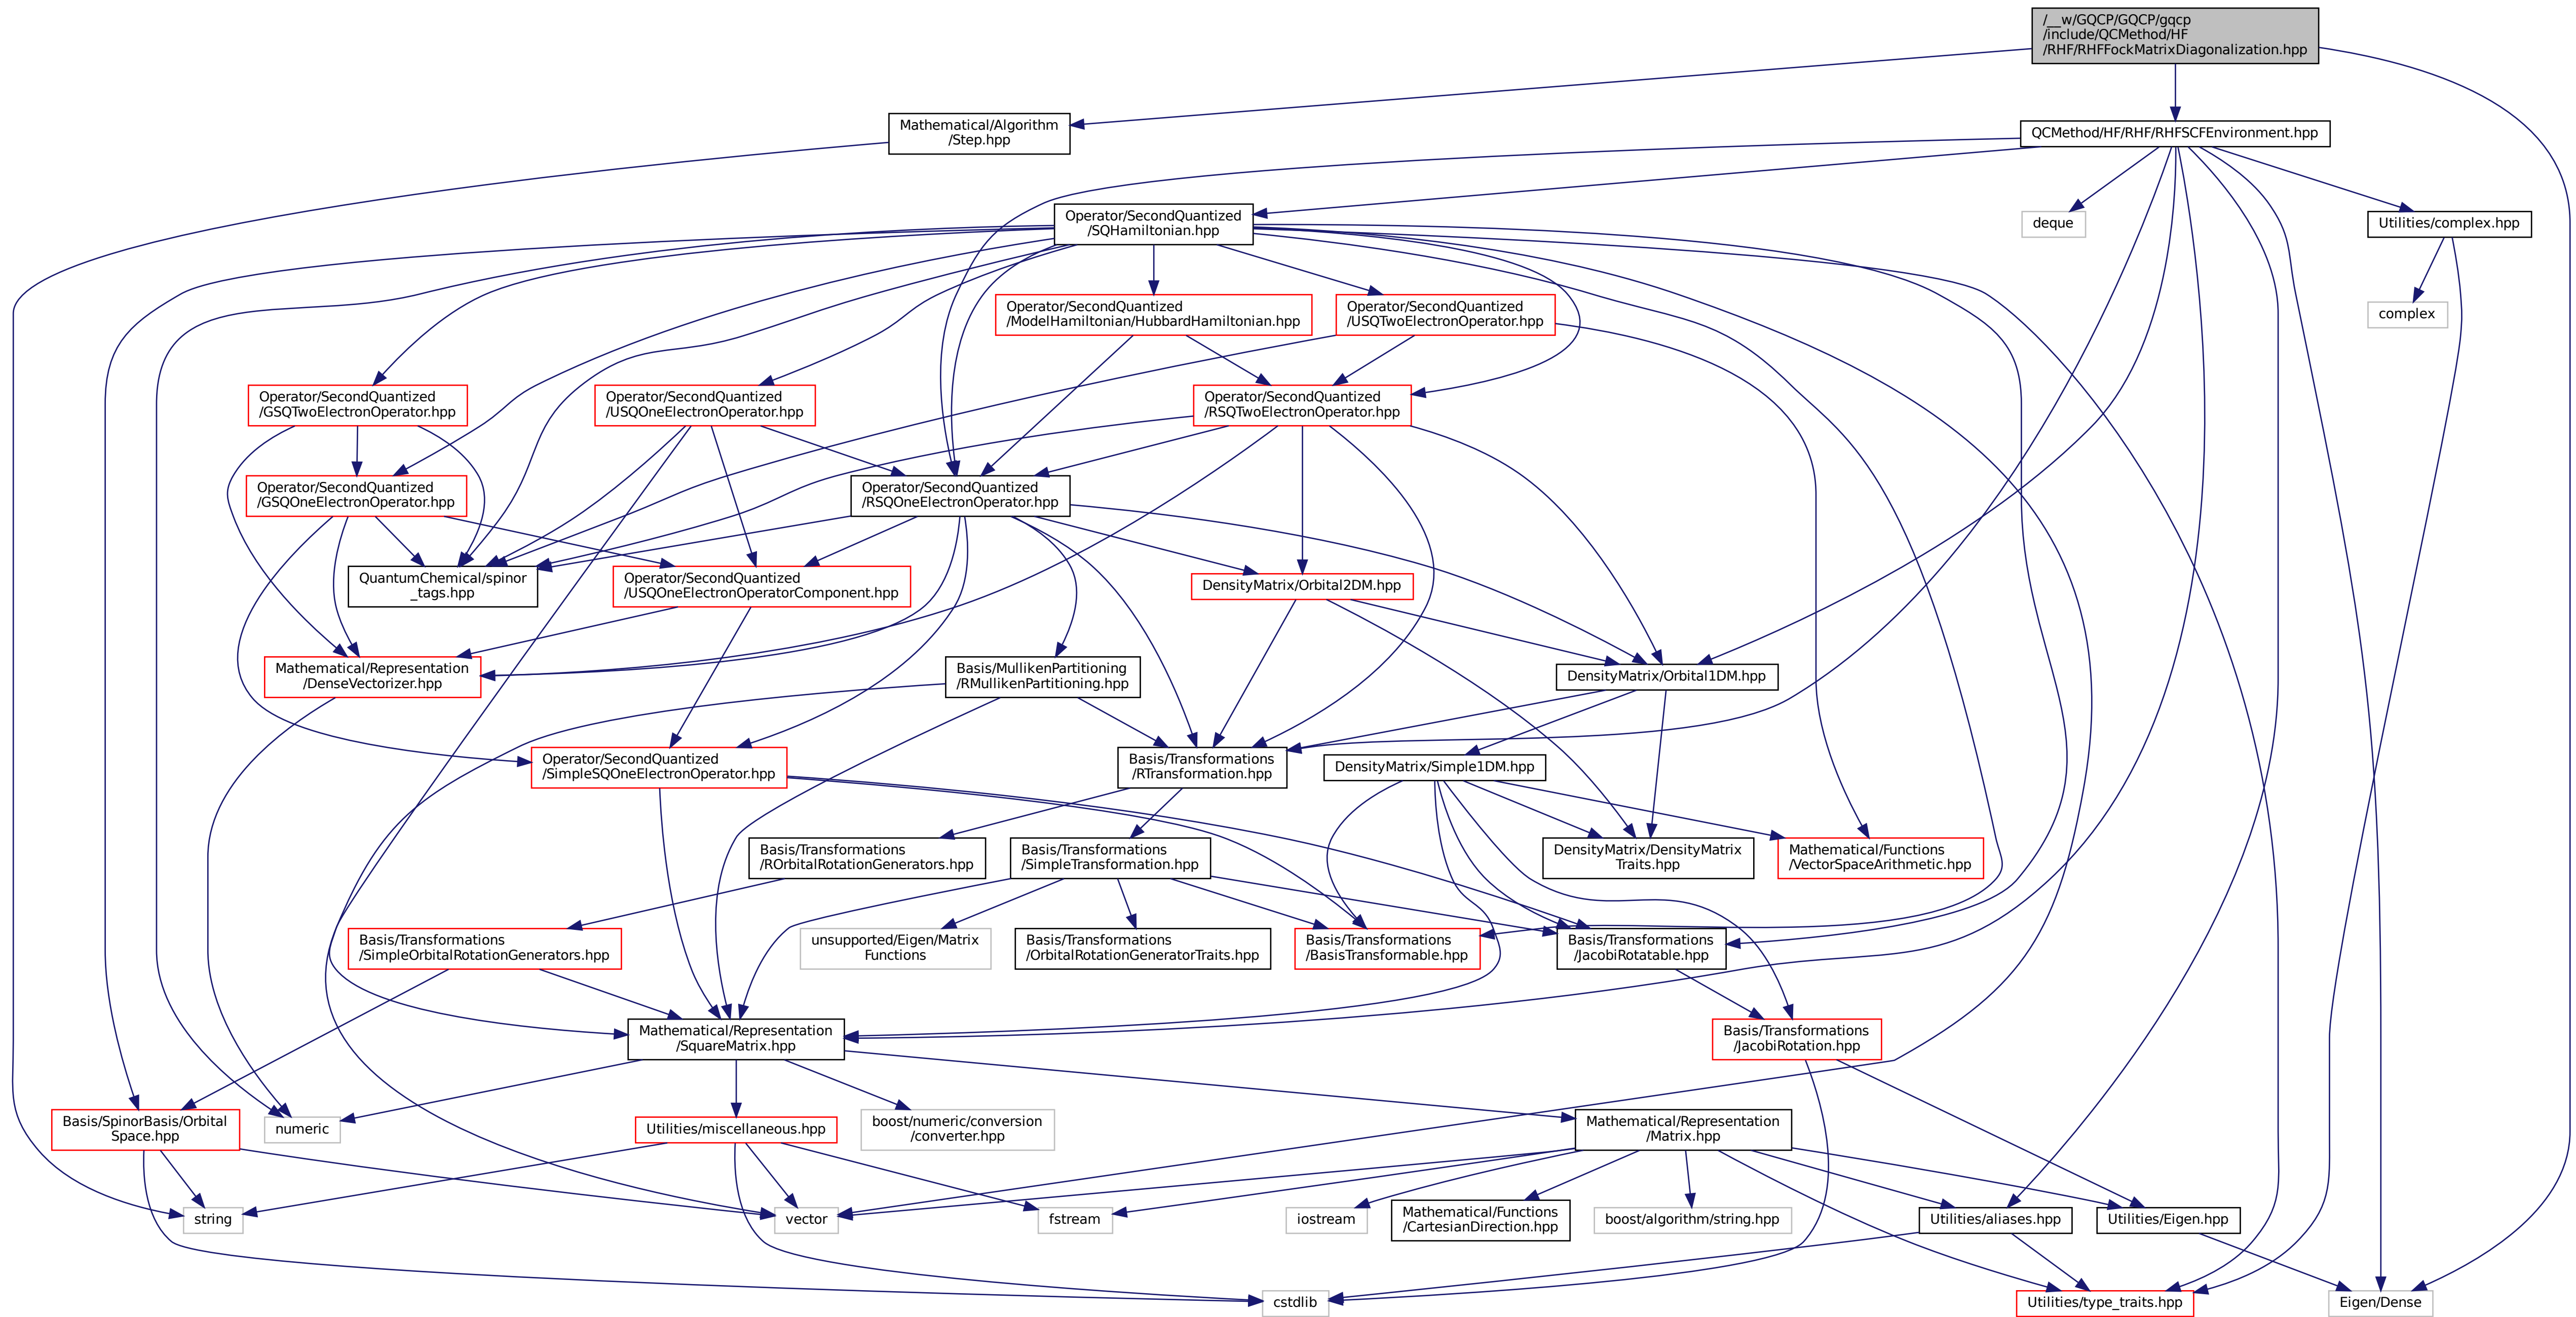 /__w/GQCP/GQCP/gqcp
/include/QCMethod/HF
/RHF/RHFFockMatrixDiagonalization.hpp
Mathematical/Algorithm
/Step.hpp
QCMethod/HF/RHF/RHFSCFEnvironment.hpp
Operator/SecondQuantized
/SQHamiltonian.hpp
deque
Utilities/complex.hpp
Operator/SecondQuantized
/ModelHamiltonian/HubbardHamiltonian.hpp
Operator/SecondQuantized
/USQTwoElectronOperator.hpp
complex
Operator/SecondQuantized
/GSQTwoElectronOperator.hpp
Operator/SecondQuantized
/USQOneElectronOperator.hpp
Operator/SecondQuantized
/RSQTwoElectronOperator.hpp
Operator/SecondQuantized
/GSQOneElectronOperator.hpp
Operator/SecondQuantized
/RSQOneElectronOperator.hpp
QuantumChemical/spinor
_tags.hpp
Operator/SecondQuantized
/USQOneElectronOperatorComponent.hpp
DensityMatrix/Orbital2DM.hpp
Mathematical/Representation
/DenseVectorizer.hpp
Basis/MullikenPartitioning
/RMullikenPartitioning.hpp
DensityMatrix/Orbital1DM.hpp
Operator/SecondQuantized
/SimpleSQOneElectronOperator.hpp
Basis/Transformations
/RTransformation.hpp
DensityMatrix/Simple1DM.hpp
Basis/Transformations
/ROrbitalRotationGenerators.hpp
Basis/Transformations
/SimpleTransformation.hpp
DensityMatrix/DensityMatrix
Traits.hpp
Mathematical/Functions
/VectorSpaceArithmetic.hpp
Basis/Transformations
/SimpleOrbitalRotationGenerators.hpp
unsupported/Eigen/Matrix
Functions
Basis/Transformations
/OrbitalRotationGeneratorTraits.hpp
Basis/Transformations
/BasisTransformable.hpp
Basis/Transformations
/JacobiRotatable.hpp
Mathematical/Representation
/SquareMatrix.hpp
Basis/Transformations
/JacobiRotation.hpp
Basis/SpinorBasis/Orbital
Space.hpp
numeric
Utilities/miscellaneous.hpp
boost/numeric/conversion
/converter.hpp
Mathematical/Representation
/Matrix.hpp
string
vector
fstream
iostream
Mathematical/Functions
/CartesianDirection.hpp
boost/algorithm/string.hpp
Utilities/aliases.hpp
Utilities/Eigen.hpp
cstdlib
Utilities/type_traits.hpp
Eigen/Dense